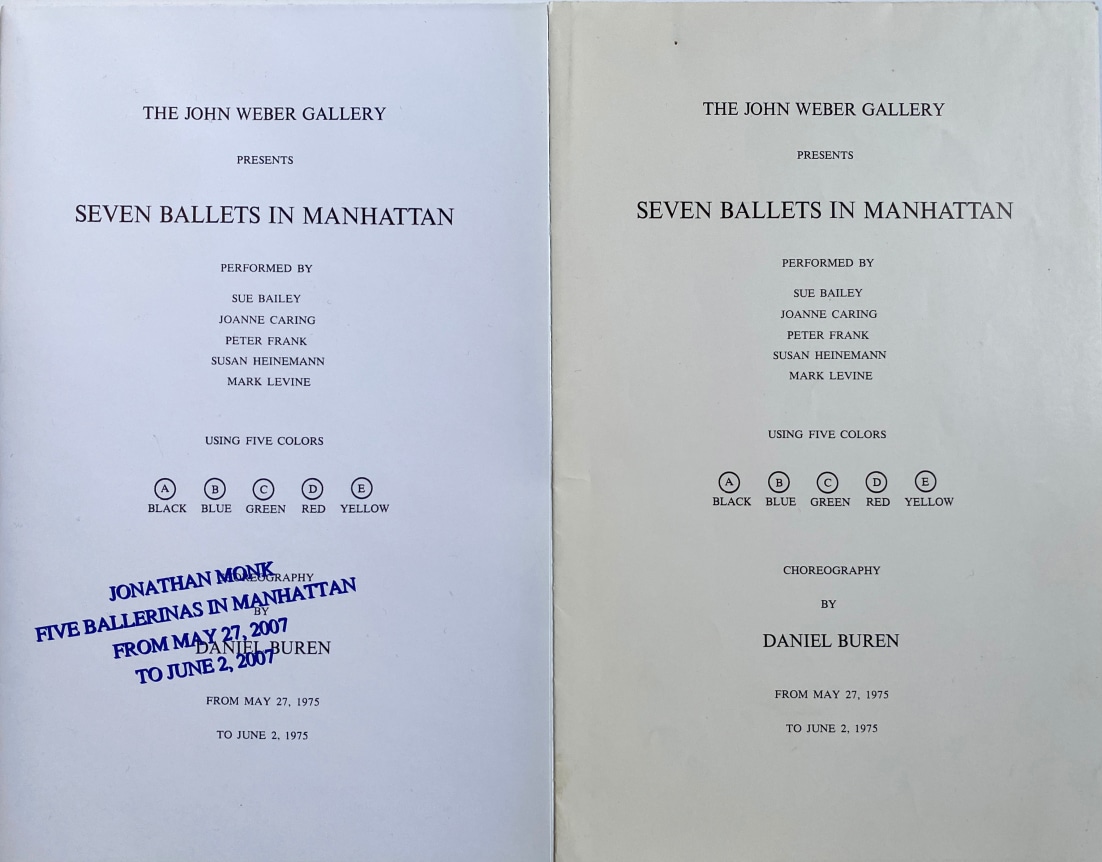 THE JOHN WEBER GALLERY
PRESENTS
SEVEN BALLETS IN MANHATTAN
PERFORMED BY
SUE BAILEY
JOANNE CARING
PETER FRANK
SUSAN HEINEMANN
MARK LEVINE
USING FIVE COLORS
A B C D E
BLACK BLUE GREEN RED YELLOW
CHOREOGRAPHY
BY
DANIEL BUREN
JONATHAN MONK
FIVE BALLERINAS IN MANHATTAN
FROM MAY 27, 2007
TO JUNE 2, 2007
FROM MAY 27, 1975
TO JUNE 2, 1975
THE JOHN WEBER GALLERY
PRESENTS
SEVEN BALLETS IN MANHATTAN
PERFORMED BY
SUE BAILEY
JOANNE CARING
PETER FRANK
SUSAN HEINEMANN
MARK LEVINE
USING FIVE COLORS
A B C D E
BLACK BLUE GREEN RED YELLOW
CHOREOGRAPHY
BY
DANIEL BUREN
FROM MAY 27, 1975
TO JUNE 2, 1975